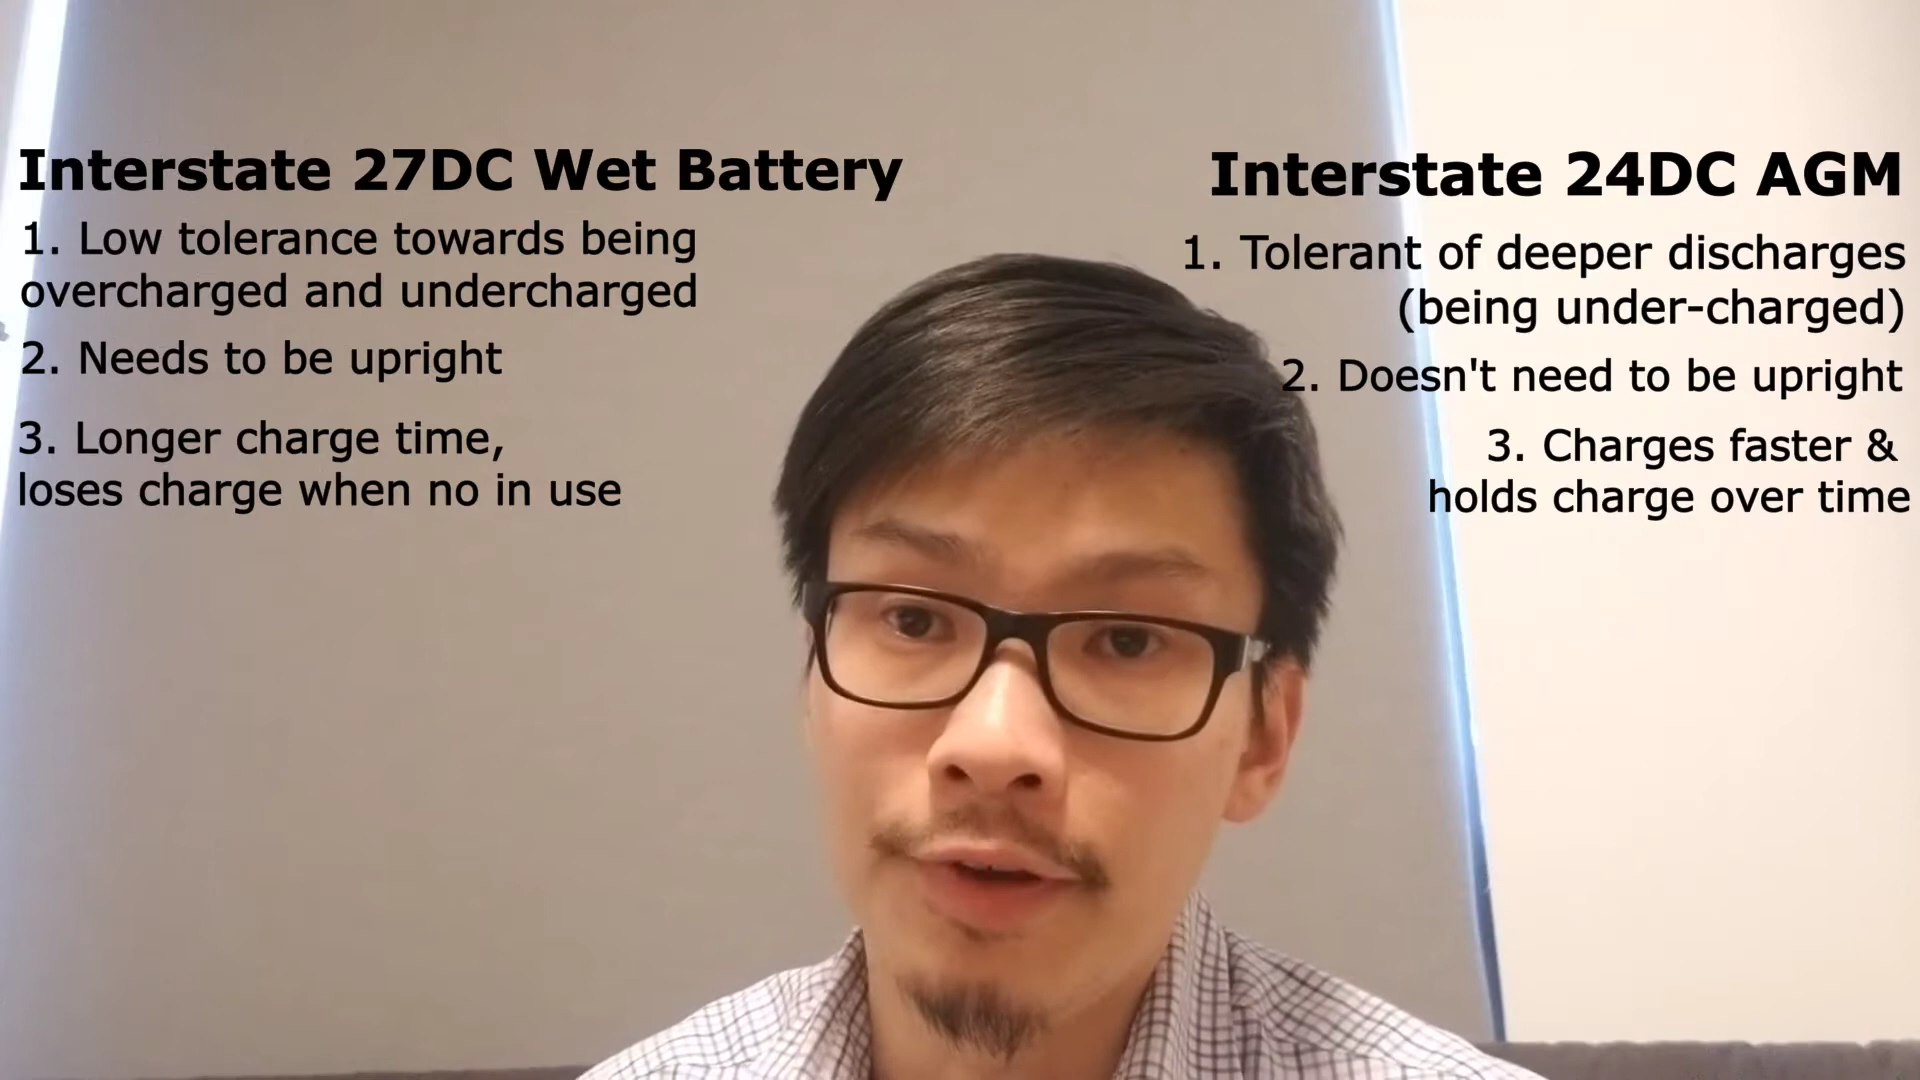 Interstate 27DC Wet Battery
1. Low tolerance towards being
overcharged and undercharged
2. Needs to be upright
3. Longer charge time,
loses charge when no in use
Interstate 24DC AGM
1. Tolerant of deeper discharges
(being under-charged)
2. Doesn't need to be upright
3. Charges faster &
holds charge over time